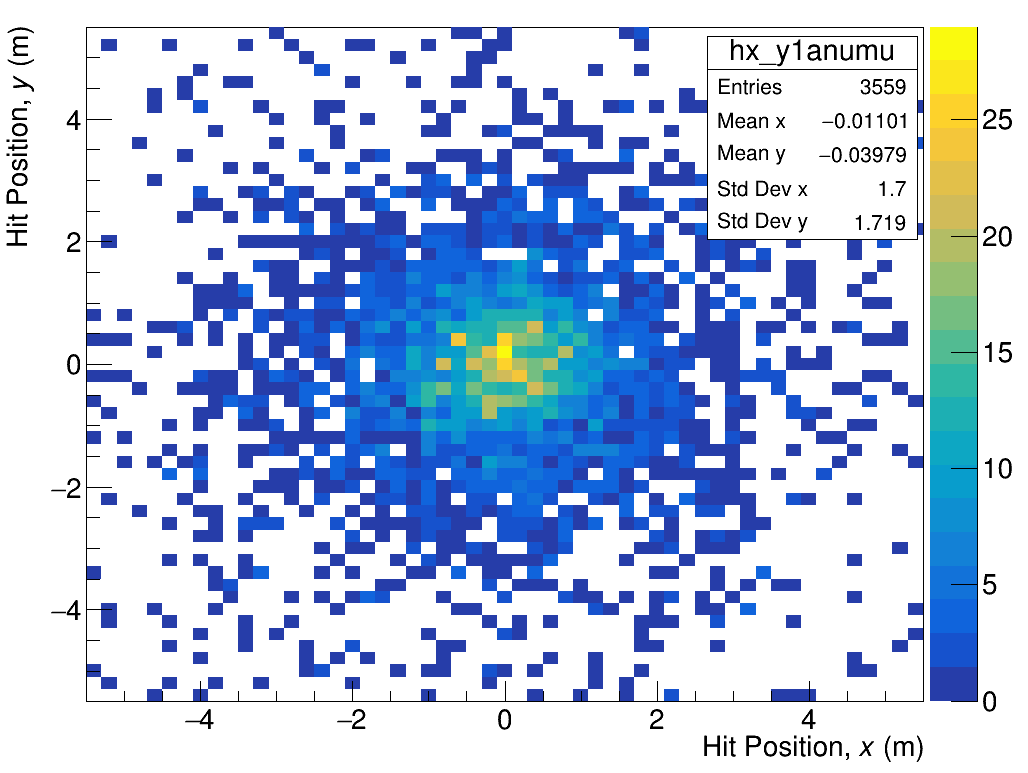 hx_y1anumu
Entries 3559
Mean x −0.01101
Mean y −0.03979
Std Dev x 1.7
Std Dev y 1.719
Hit Position, y (m)
4
2
0
−2
−4
−4 −2 0 2 4
Hit Position, x (m)
25
20
15
10
5
0